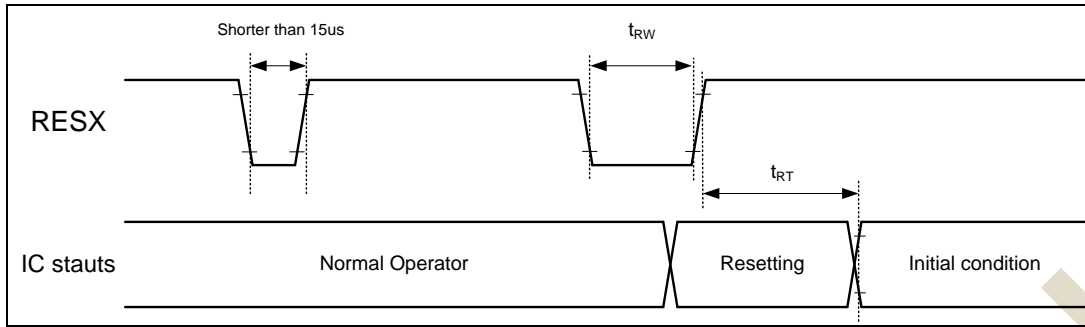 Shorter than 15us
tRW
RESX
tRT
IC stauts
Normal Operator
Resetting
Initial condition